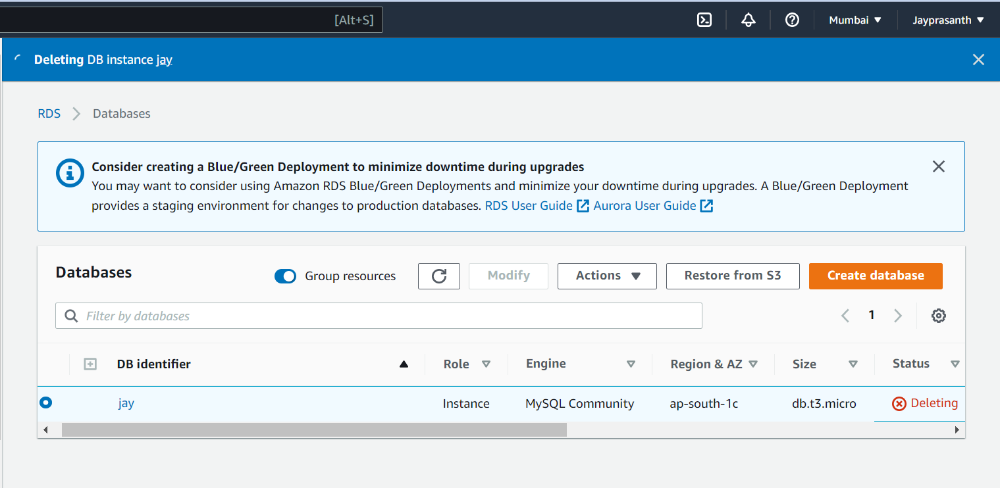 [Alt+S]
Mumbai
Jayprasanth
Deleting DB instance jay
RDS
Databases
Consider creating a Blue/Green Deployment to minimize downtime during upgrades
You may want to consider using Amazon RDS Blue/Green Deployments and minimize your downtime during upgrades. A Blue/Green Deployment
provides a staging environment for changes to production databases. RDS User Guide Aurora User Guide
Databases
Group resources
Modify
Actions
Restore from S3
Create database
Filter by databases
1
DB identifier
Role
Engine
Region & AZ
Size
Status
jay
Instance
MySQL Community
ap-south-1c
db.t3.micro
Deleting